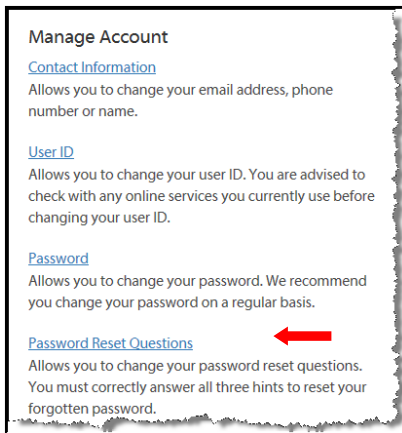 Manage Account
Contact Information
Allows you to change your email address, phone
number or name.
User ID
Allows you to change your user ID. You are advised to
check with any online services you currently use before
changing your user ID.
Password
Allows you to change your password. We recommend
you change your password on a regular basis.
Password Reset Questions
Allows you to change your password reset questions.
You must correctly answer all three hints to reset your
forgotten password.